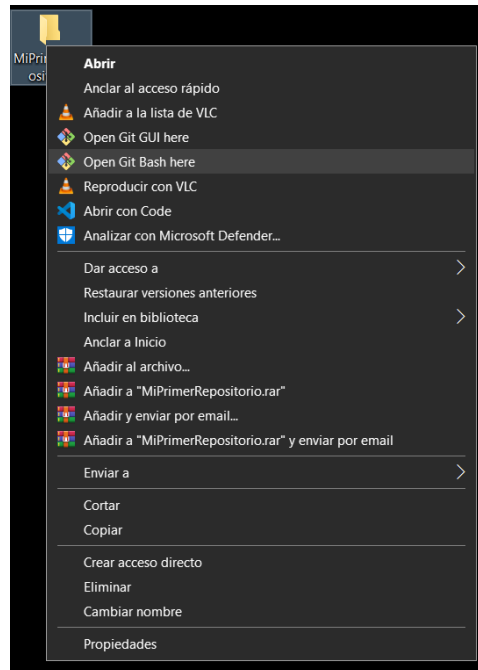 MiPri
osi
Abrir
Anclar al acceso rápido
Añadir a la lista de VLC
Open Git GUI here
Open Git Bash here
Reproducir con VLC
Abrir con Code
Analizar con Microsoft Defender...
Dar acceso a
Restaurar versiones anteriores
Incluir en biblioteca
Anclar a Inicio
Añadir al archivo...
Añadir a "MiPrimerRepositorio.rar"
Añadir y enviar por email...
Añadir a "MiPrimerRepositorio.rar" y enviar por email
Enviar a
Cortar
Copiar
Crear acceso directo
Eliminar
Cambiar nombre
Propiedades